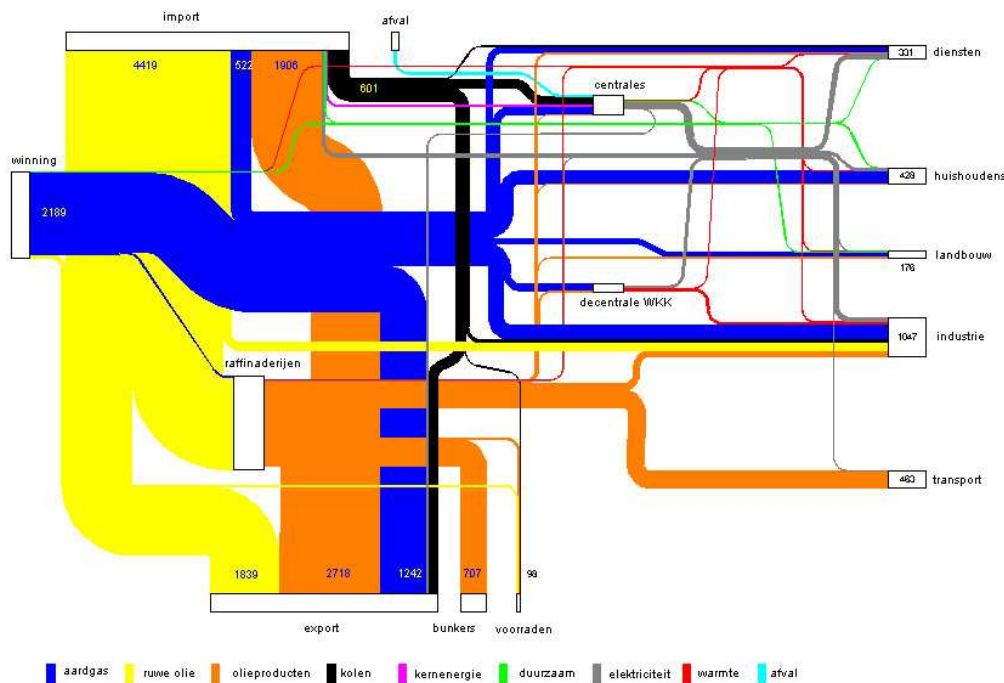 import
afval
4419
522
1906
601
331
diensten
centrales
winning
428
huishoudens
2189
landbouw
176
decentrale WKK
1047
industrie
raffinaderijen
463
transport
1839
2718
1242
707
98
export
bunkers
voorraden
aardgas
ruwe olie
olieproducten
kolen
kernenergie
duurzaam
elektriciteit
warmte
afval